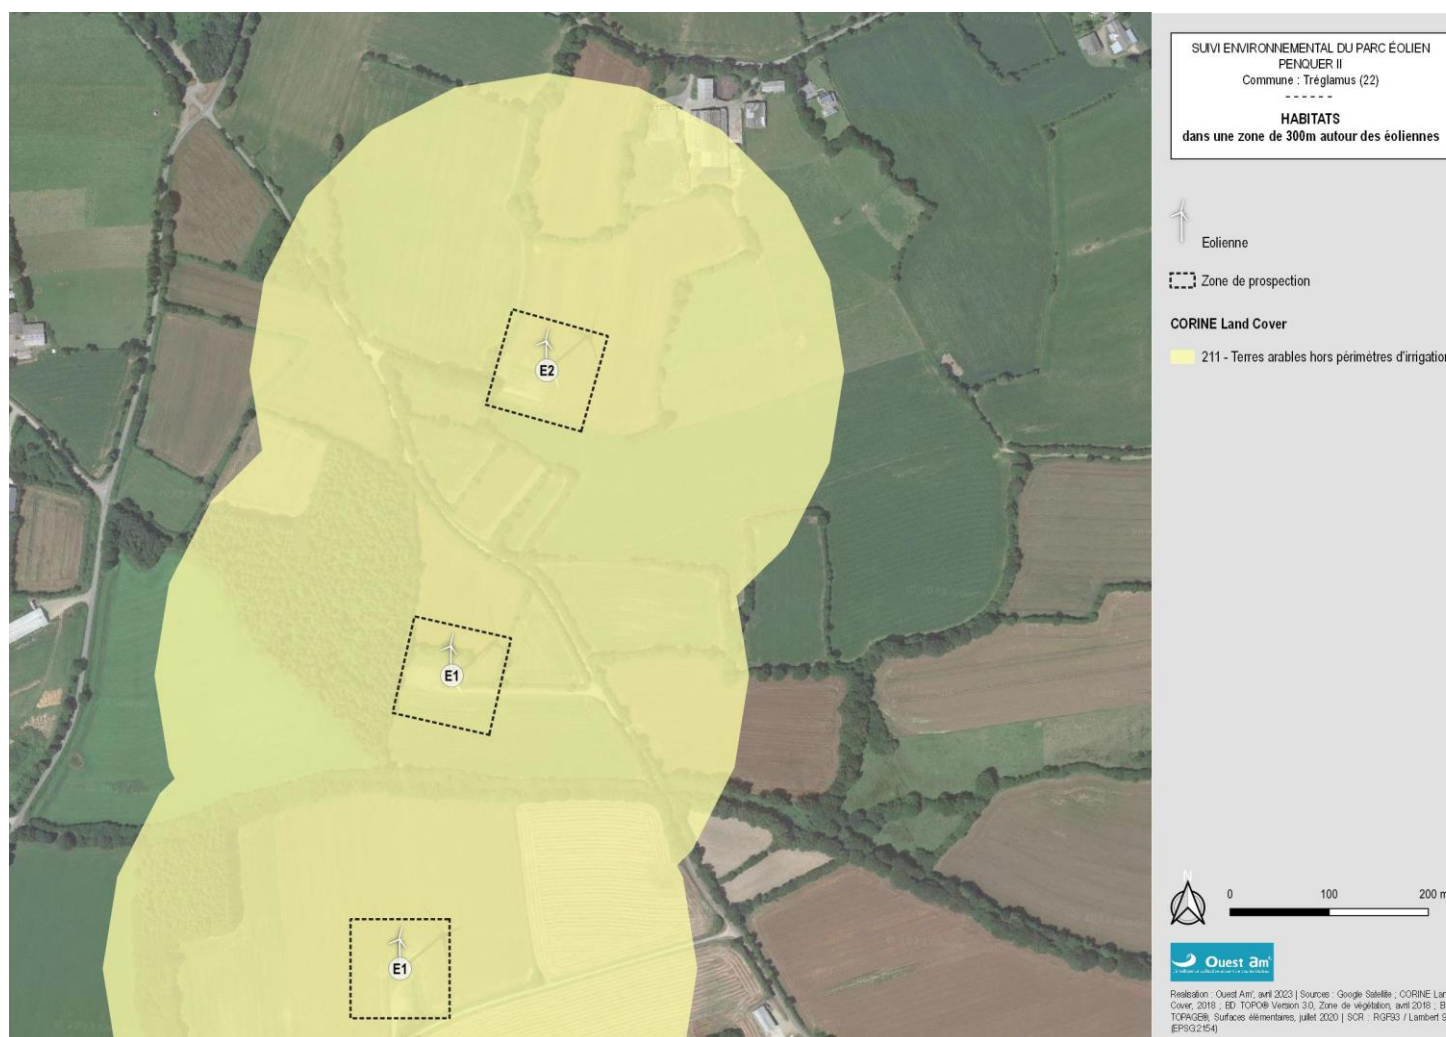 SUIVI ENVIRONNEMENTAL DU PARC ÉOLIEN
PENQUER II
Commune : Tréglamus (22)
------
HABITATS
dans une zone de 300m autour des éoliennes
Eolienne
Zone de prospection
CORINE Land Cover
211 - Terres arables hors périmètres d'irrigation
E2
E1
E1
N
0 100 200 m
Ouest am'
Realisation : Ouest Am', avril 2023 | Sources : Google Satellite ; CORINE Lan
Cover, 2018 ; BD TOPO® Version 3.0, Zone de végétation, avril 2018 ; B
TOPAGE®, Surfaces élémentaires, juillet 2020 | SCR : RGF93 / Lambert 9
(EPSG:2154)